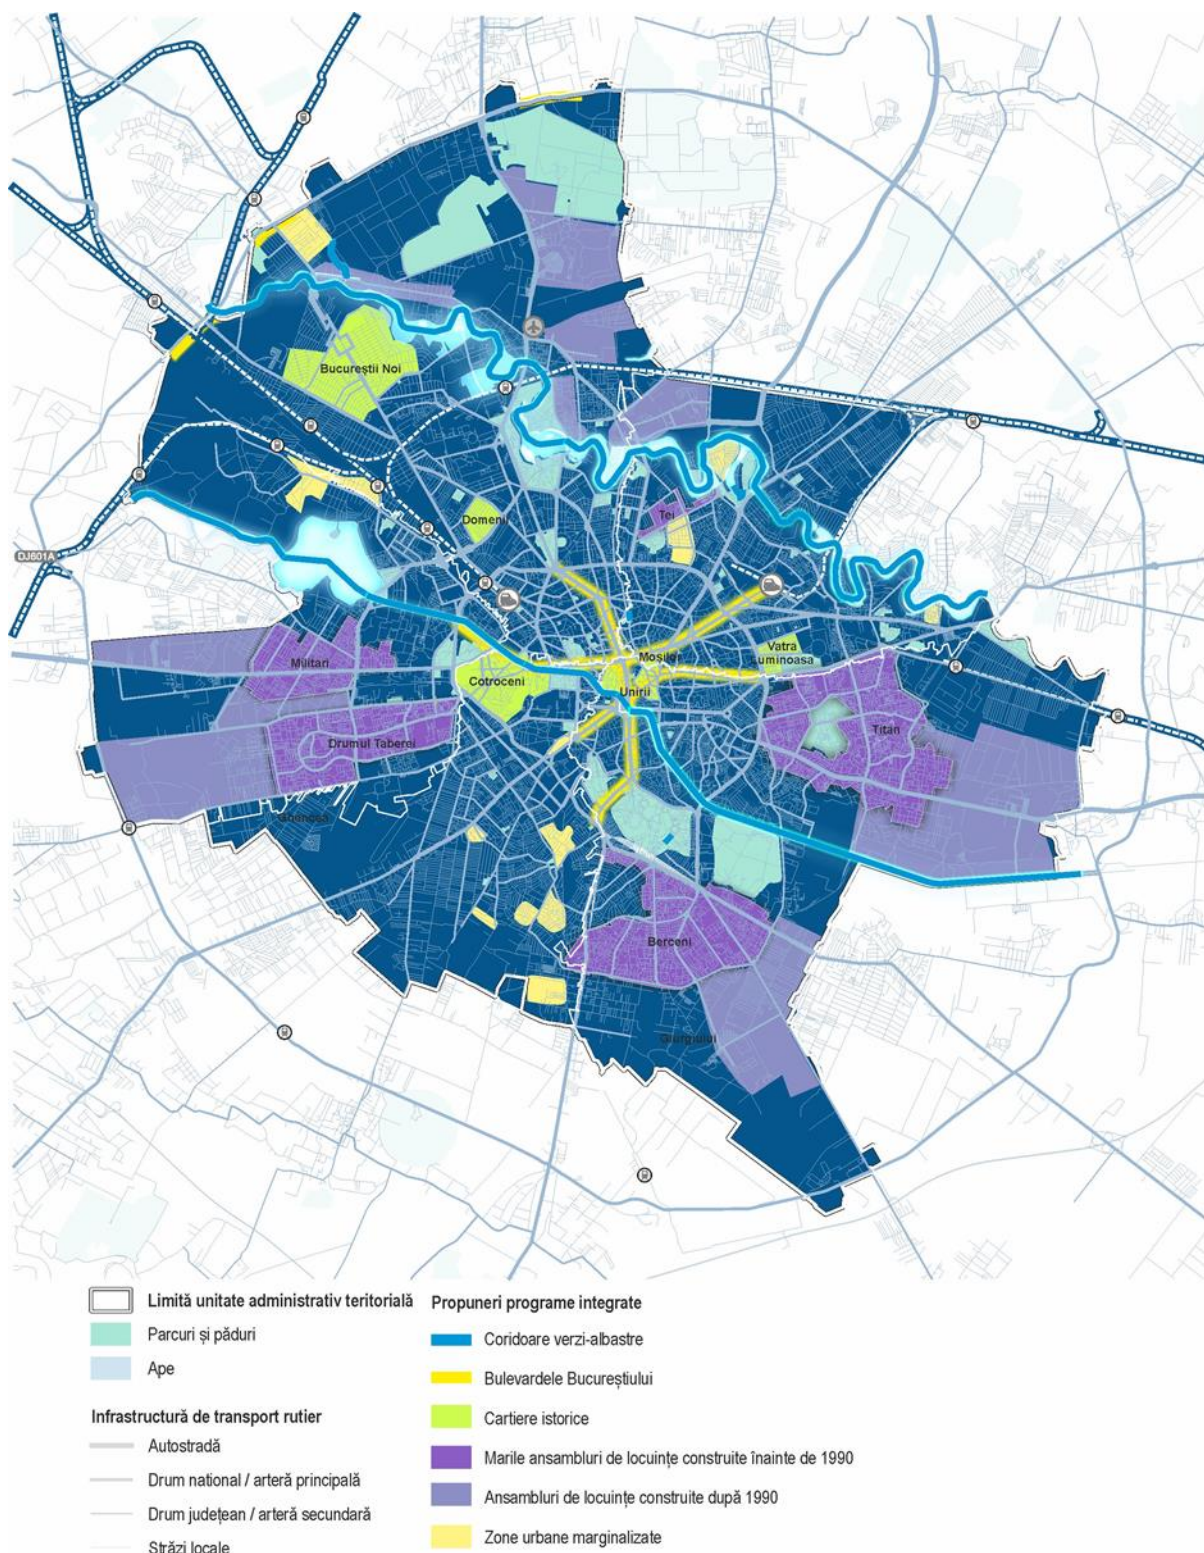 Bucureștii Noi
Domenii
Tei
DJ601A
Militari
Moșilor
Vatra
Luminoasa
Cotroceni
Unirii
Drumul Taberei
Titan
Ghencea
Berceni
Giurgiului
Limită unitate administrativ teritorială
Parcuri și păduri
Ape
Infrastructură de transport rutier
Autostradă
Drum național / arteră principală
Drum județean / arteră secundară
Străzi locale
Propuneri programe integrate
Coridoare verzi-albastre
Bulevardele Bucureștiului
Cartiere istorice
Marile ansambluri de locuințe construite înainte de 1990
Ansambluri de locuințe construite după 1990
Zone urbane marginalizate